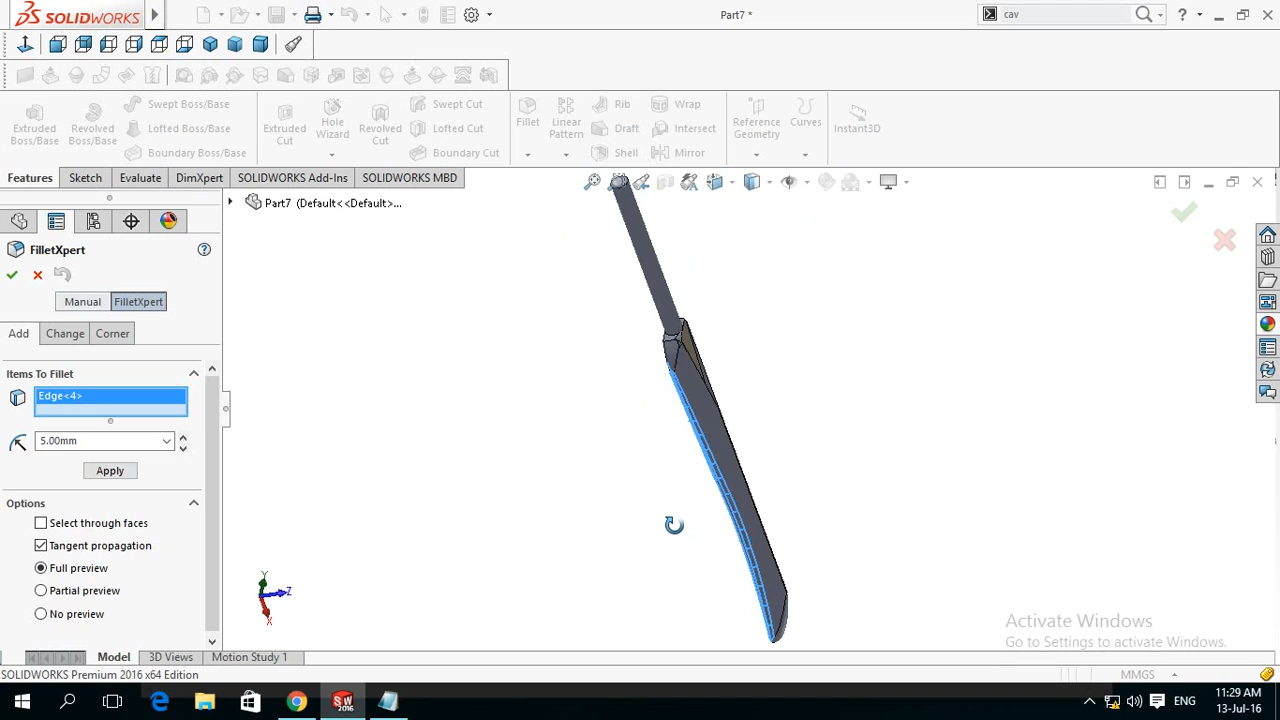 SOLIDWORKS
Part7 *
cav
Extruded Boss/Base
Revolved Boss/Base
Swept Boss/Base
Lofted Boss/Base
Boundary Boss/Base
Extruded Cut
Hole Wizard
Revolved Cut
Swept Cut
Lofted Cut
Boundary Cut
Fillet
Linear Pattern
Rib
Draft
Shell
Wrap
Intersect
Mirror
Reference Geometry
Curves
Instant3D
Features
Sketch
Evaluate
DimXpert
SOLIDWORKS Add-Ins
SOLIDWORKS MBD
Part7 (Default<<Default>...
FilletXpert
?
Manual
FilletXpert
Add
Change
Corner
Items To Fillet
Edge<4>
5.00mm
Apply
Options
Select through faces
Tangent propagation
Full preview
Partial preview
No preview
Y
Z
X
Activate Windows
Go to Settings to activate Windows.
Model
3D Views
Motion Study 1
SOLIDWORKS Premium 2016 x64 Edition
MMGS
SW
2016
ENG
11:29 AM
13-Jul-16